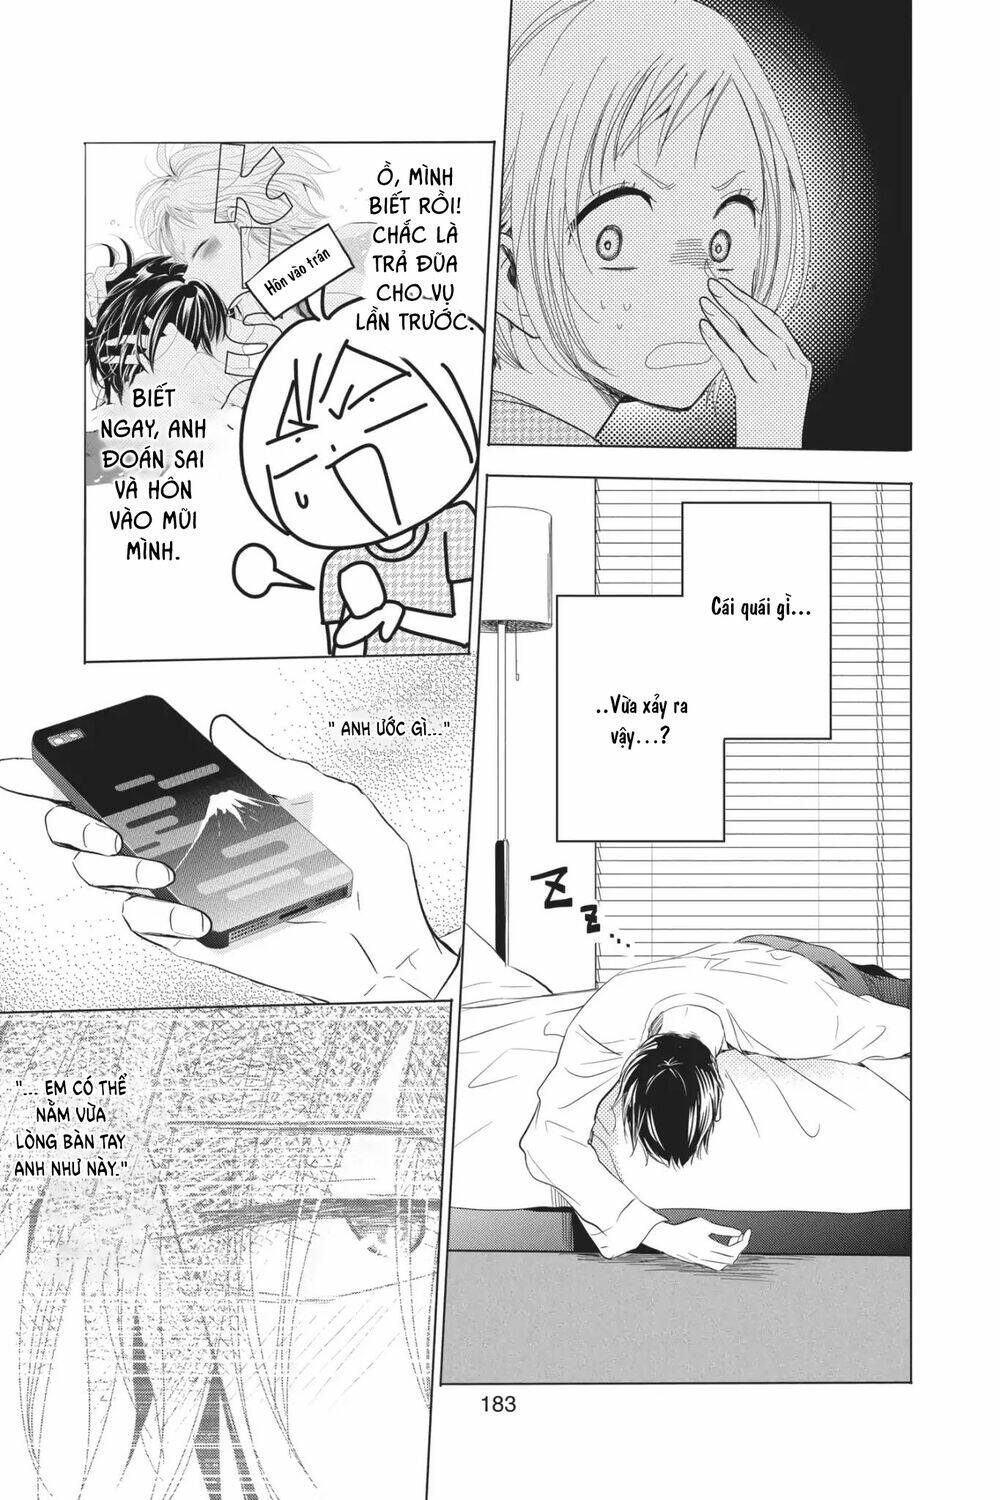 Cái quái gì...
..Vừa xảy ra
vậy...?
Z
Z...
Ồ, MÌNH
BIẾT RỒI!
CHẮC LÀ
TRẢ ĐŨA
CHO VỤ
LẦN TRƯỚC.
Hôn vào trán
BIẾT
NGAY, ANH
ĐOÁN SAI
VÀ HÔN
VÀO MŨI
MÌNH.
" ANH ƯỚC GÌ..."
"... EM CÓ THỂ
NẰM VỪA
LÒNG BÀN TAY
ANH NHƯ NÀY."
183